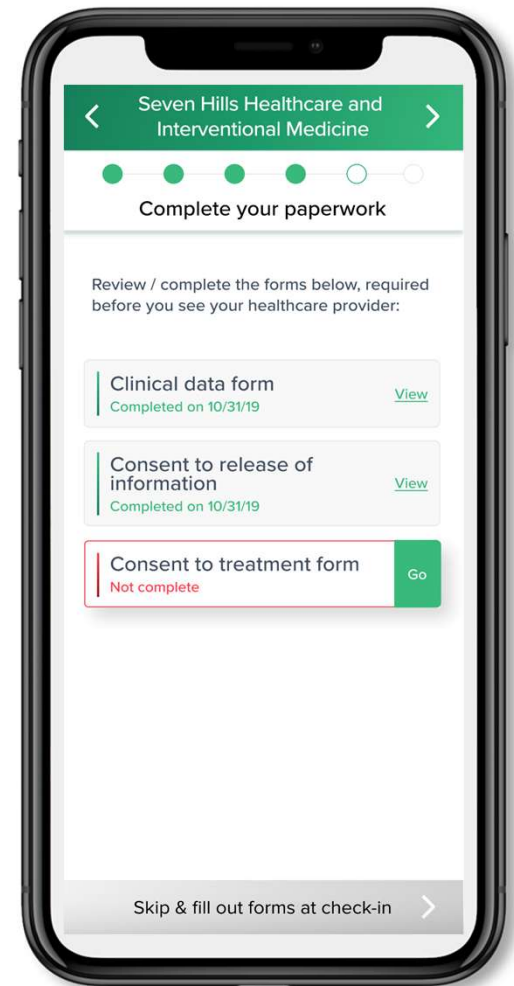 Seven Hills Healthcare and
Interventional Medicine
Complete your paperwork
Review / complete the forms below, required
before you see your healthcare provider:
Clinical data form
Completed on 10/31/19
View
Consent to release of
information
Completed on 10/31/19
View
Consent to treatment form
Not complete
Go
Skip & fill out forms at check-in